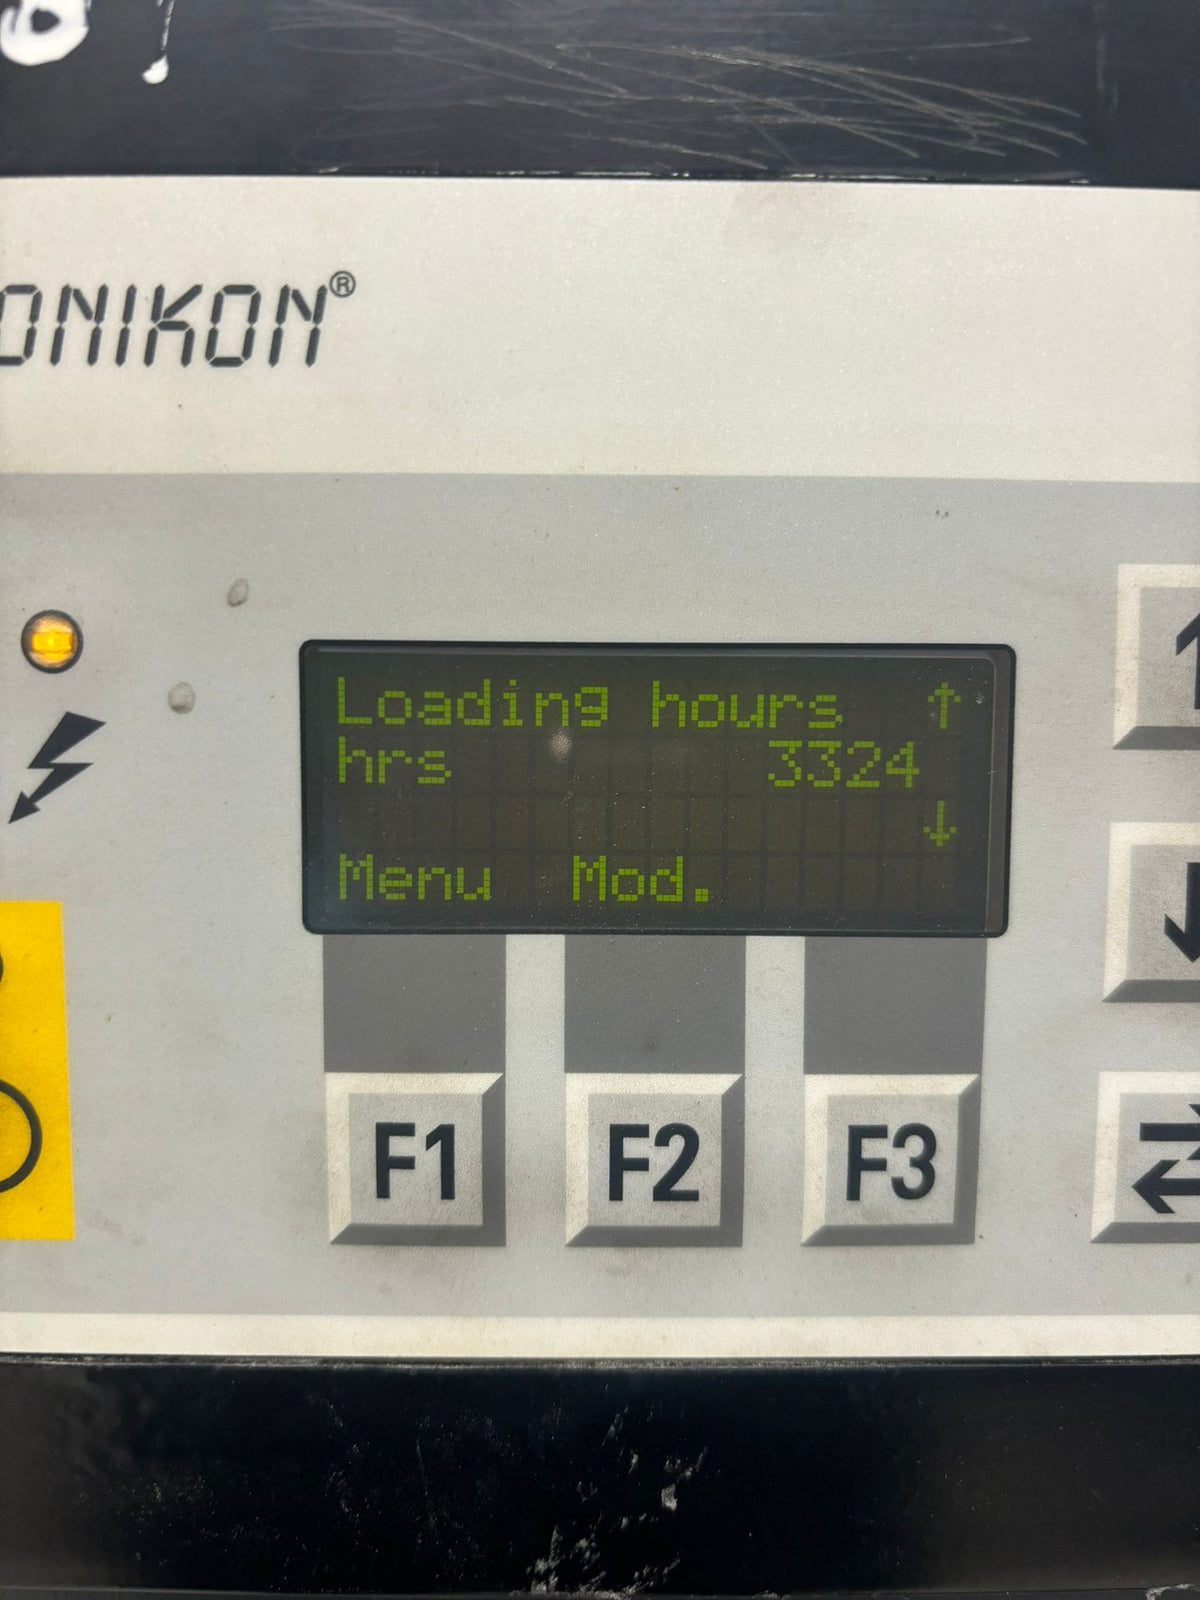 ONIKON®
Loading hours ↑
hrs 3324
↓
Menu Mod.
F1 F2 F3